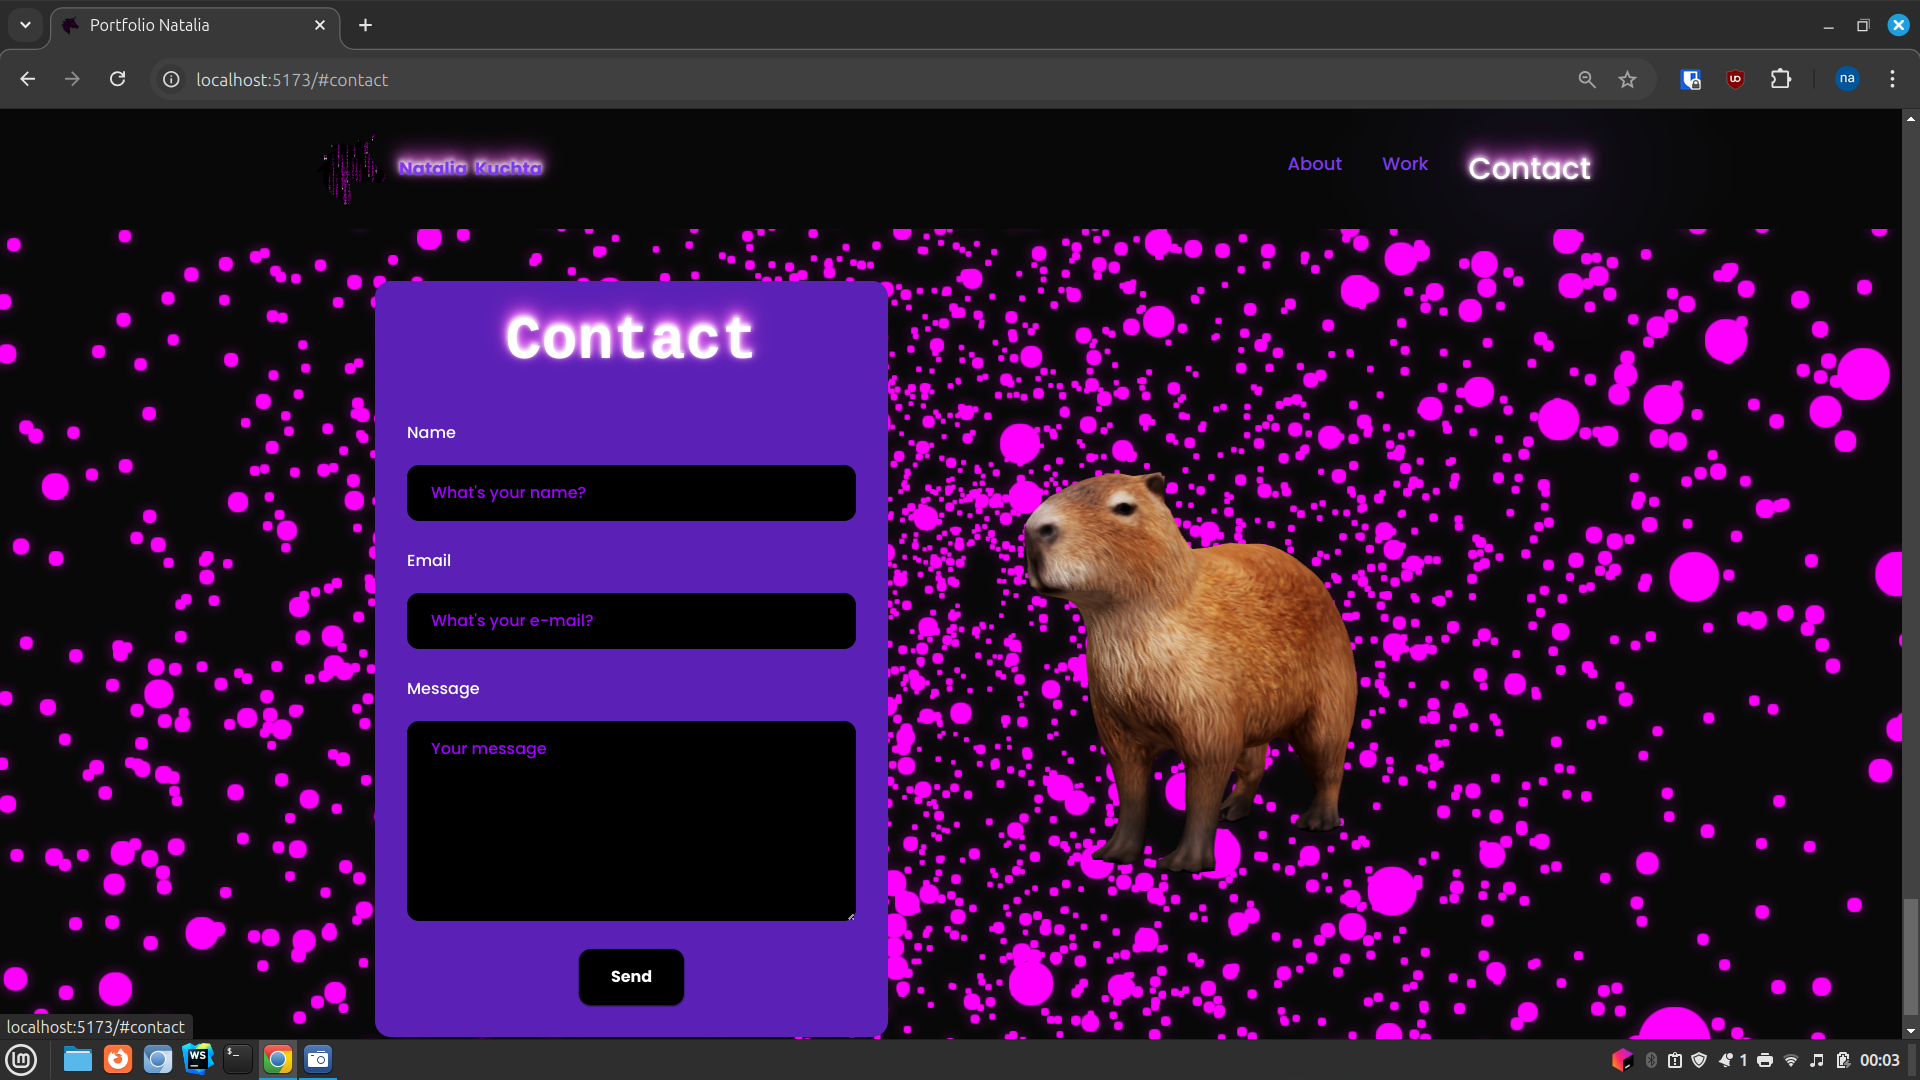 Portfolio Natalia
localhost:5173/#contact
na
Natalia Kuchta
About
Work
Contact
Contact
Name
What's your name?
Email
What's your e-mail?
Message
Your message
Send
localhost:5173/#contact
WS
$-
1
00:03